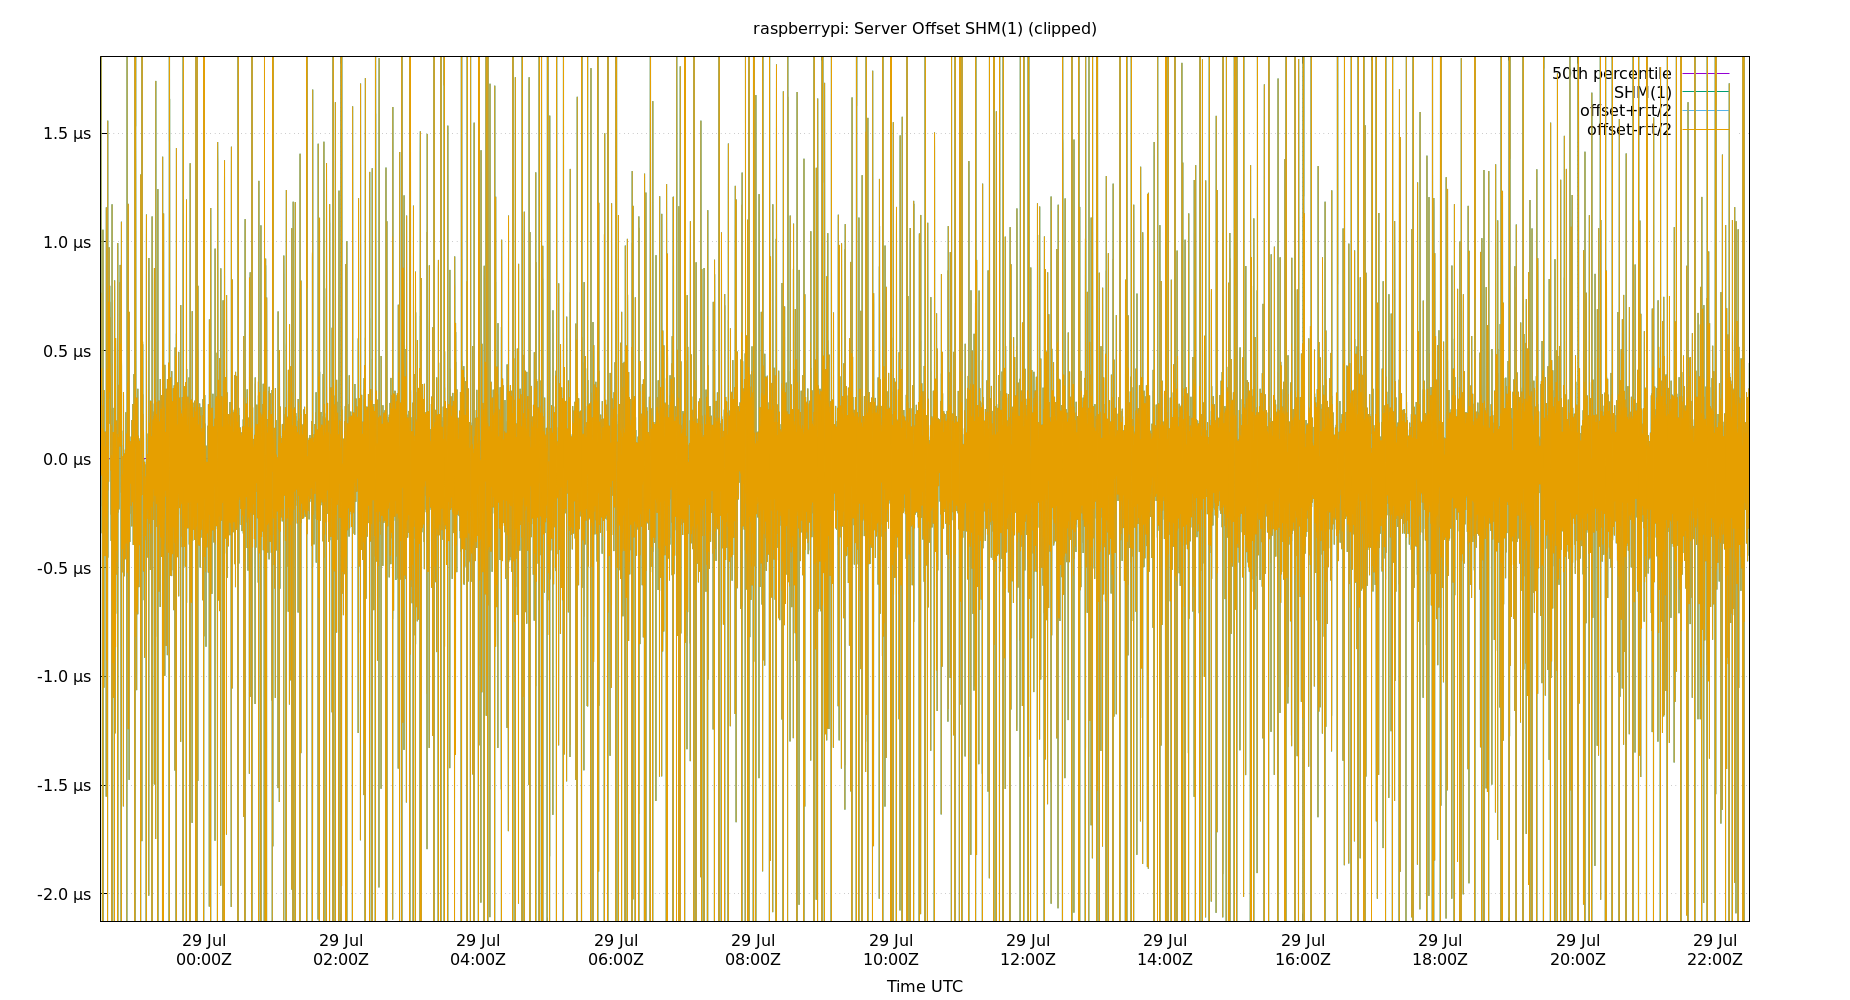 raspberrypi: Server Offset SHM(1) (clipped)
50th percentile
SHM(1)
offset+rtt/2
offset-rtt/2
1.5 µs
1.0 µs
0.5 µs
0.0 µs
-0.5 µs
-1.0 µs
-1.5 µs
-2.0 µs
29 Jul 29 Jul 29 Jul 29 Jul 29 Jul 29 Jul 29 Jul 29 Jul 29 Jul 29 Jul 29 Jul 29 Jul
00:00Z 02:00Z 04:00Z 06:00Z 08:00Z 10:00Z 12:00Z 14:00Z 16:00Z 18:00Z 20:00Z 22:00Z
Time UTC